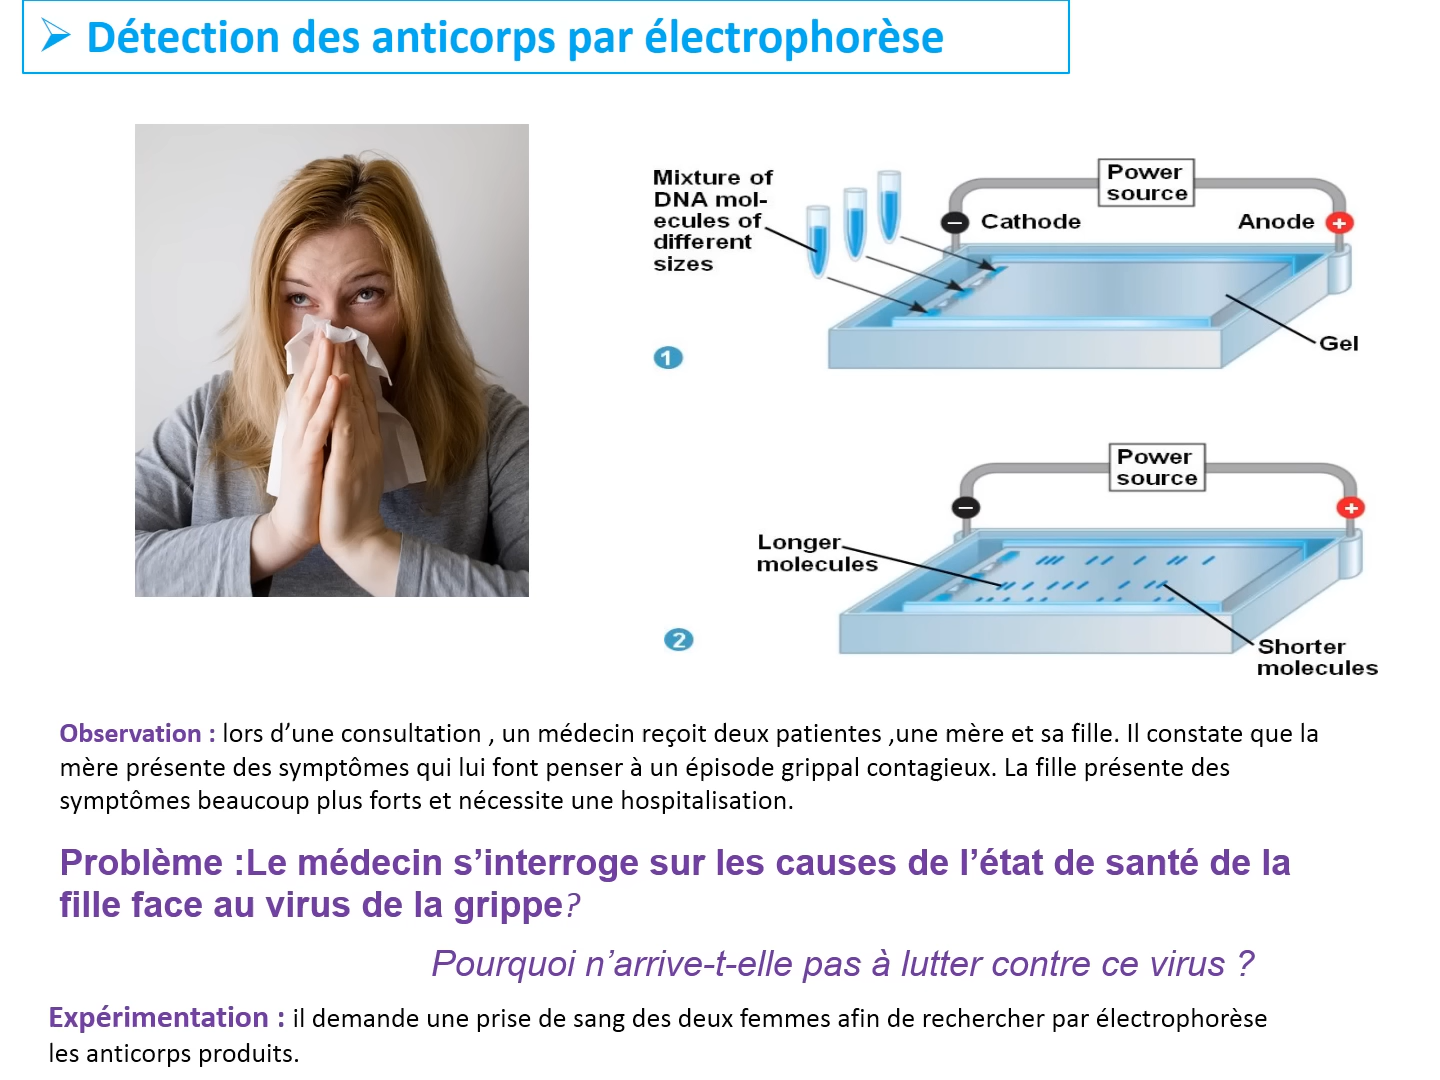 Détection des anticorps par électrophorèse
Mixture of
DNA mol-
ecules of
different
sizes
Power
source
Cathode
Anode
Gel
1
Power
source
Longer
molecules
2
Shorter
molecules
Observation : lors d’une consultation , un médecin reçoit deux patientes ,une mère et sa fille. Il constate que la
mère présente des symptômes qui lui font penser à un épisode grippal contagieux. La fille présente des
symptômes beaucoup plus forts et nécessite une hospitalisation.
Problème :Le médecin s’interroge sur les causes de l’état de santé de la
fille face au virus de la grippe?
Pourquoi n’arrive-t-elle pas à lutter contre ce virus ?
Expérimentation : il demande une prise de sang des deux femmes afin de rechercher par électrophorèse
les anticorps produits.